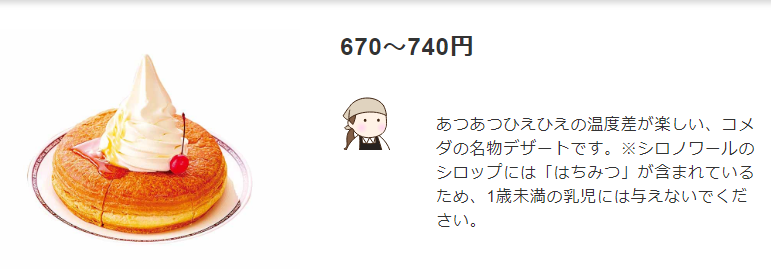 670～740円
あつあつひえひえの温度差が楽しい、コメ
ダの名物デザートです。※シロノワールの
シロップには「はちみつ」が含まれている
ため、1歳未満の乳児には与えないでくだ
さい。